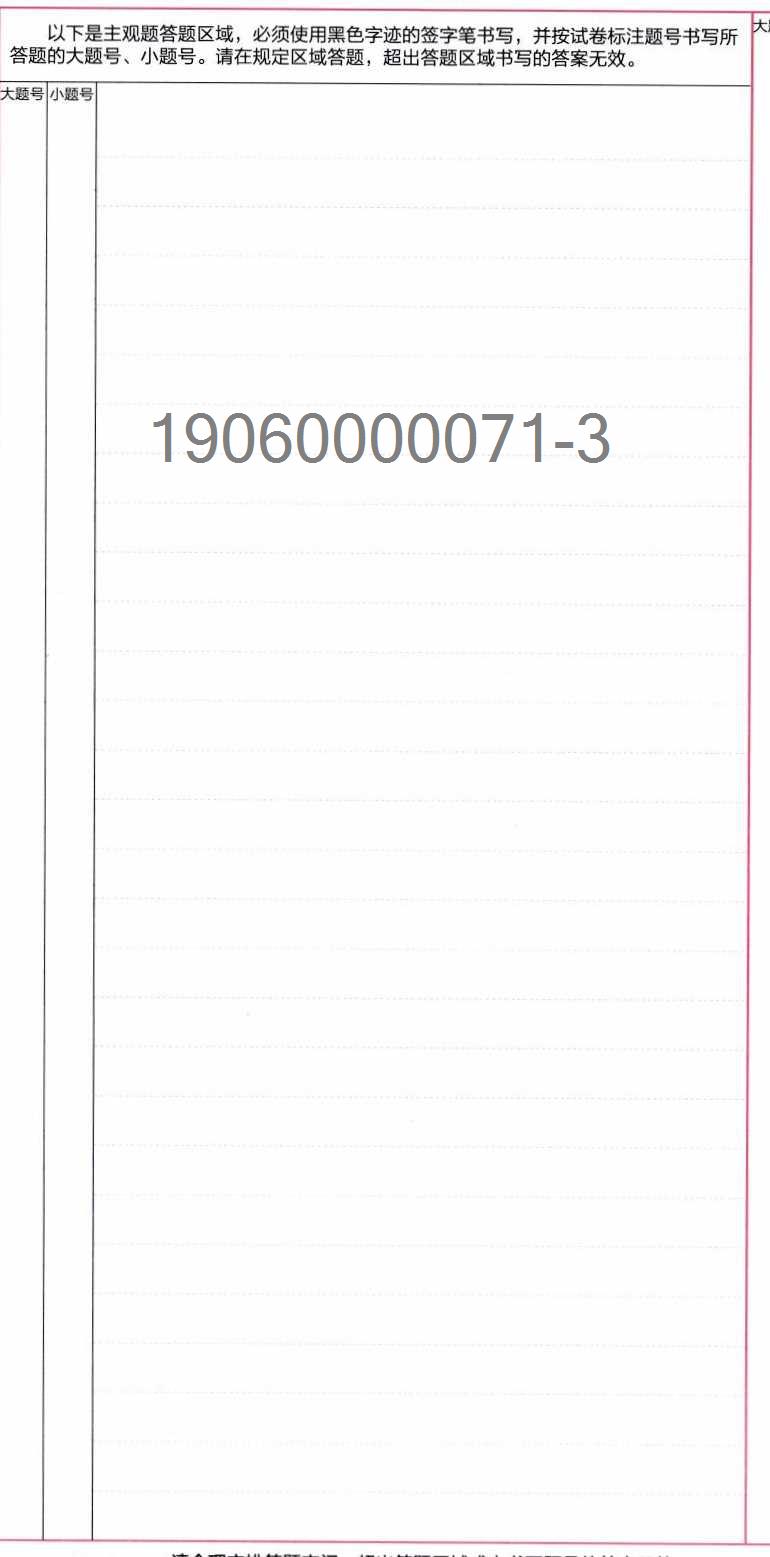 以下是主观题答题区域，必须使用黑色字迹的签字笔书写，并按试卷标注题号书写所
答题的大题号、小题号。请在规定区域答题，超出答题区域书写的答案无效。
大题号 小题号
19060000071-3